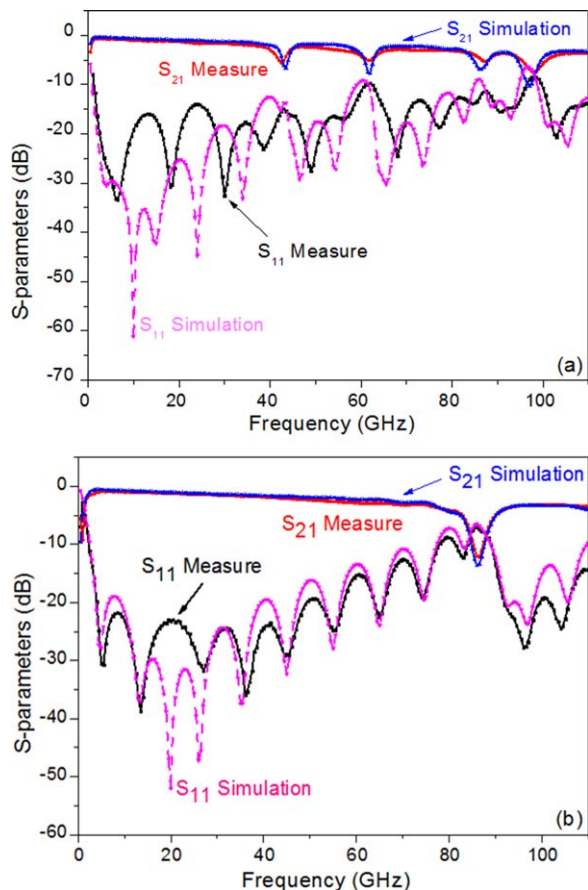 0
S21 Simulation
-10
S21 Measure
-20
-30
-40
S11 Measure
-50
-60
S11 Simulation
-70
(a)
0 20 40 60 80 100
Frequency (GHz)
S-parameters (dB)
0
S21 Simulation
S21 Measure
-10
S11 Measure
-20
-30
-40
-50
S11 Simulation
-60
(b)
0 20 40 60 80 100
Frequency (GHz)
S-parameters (dB)